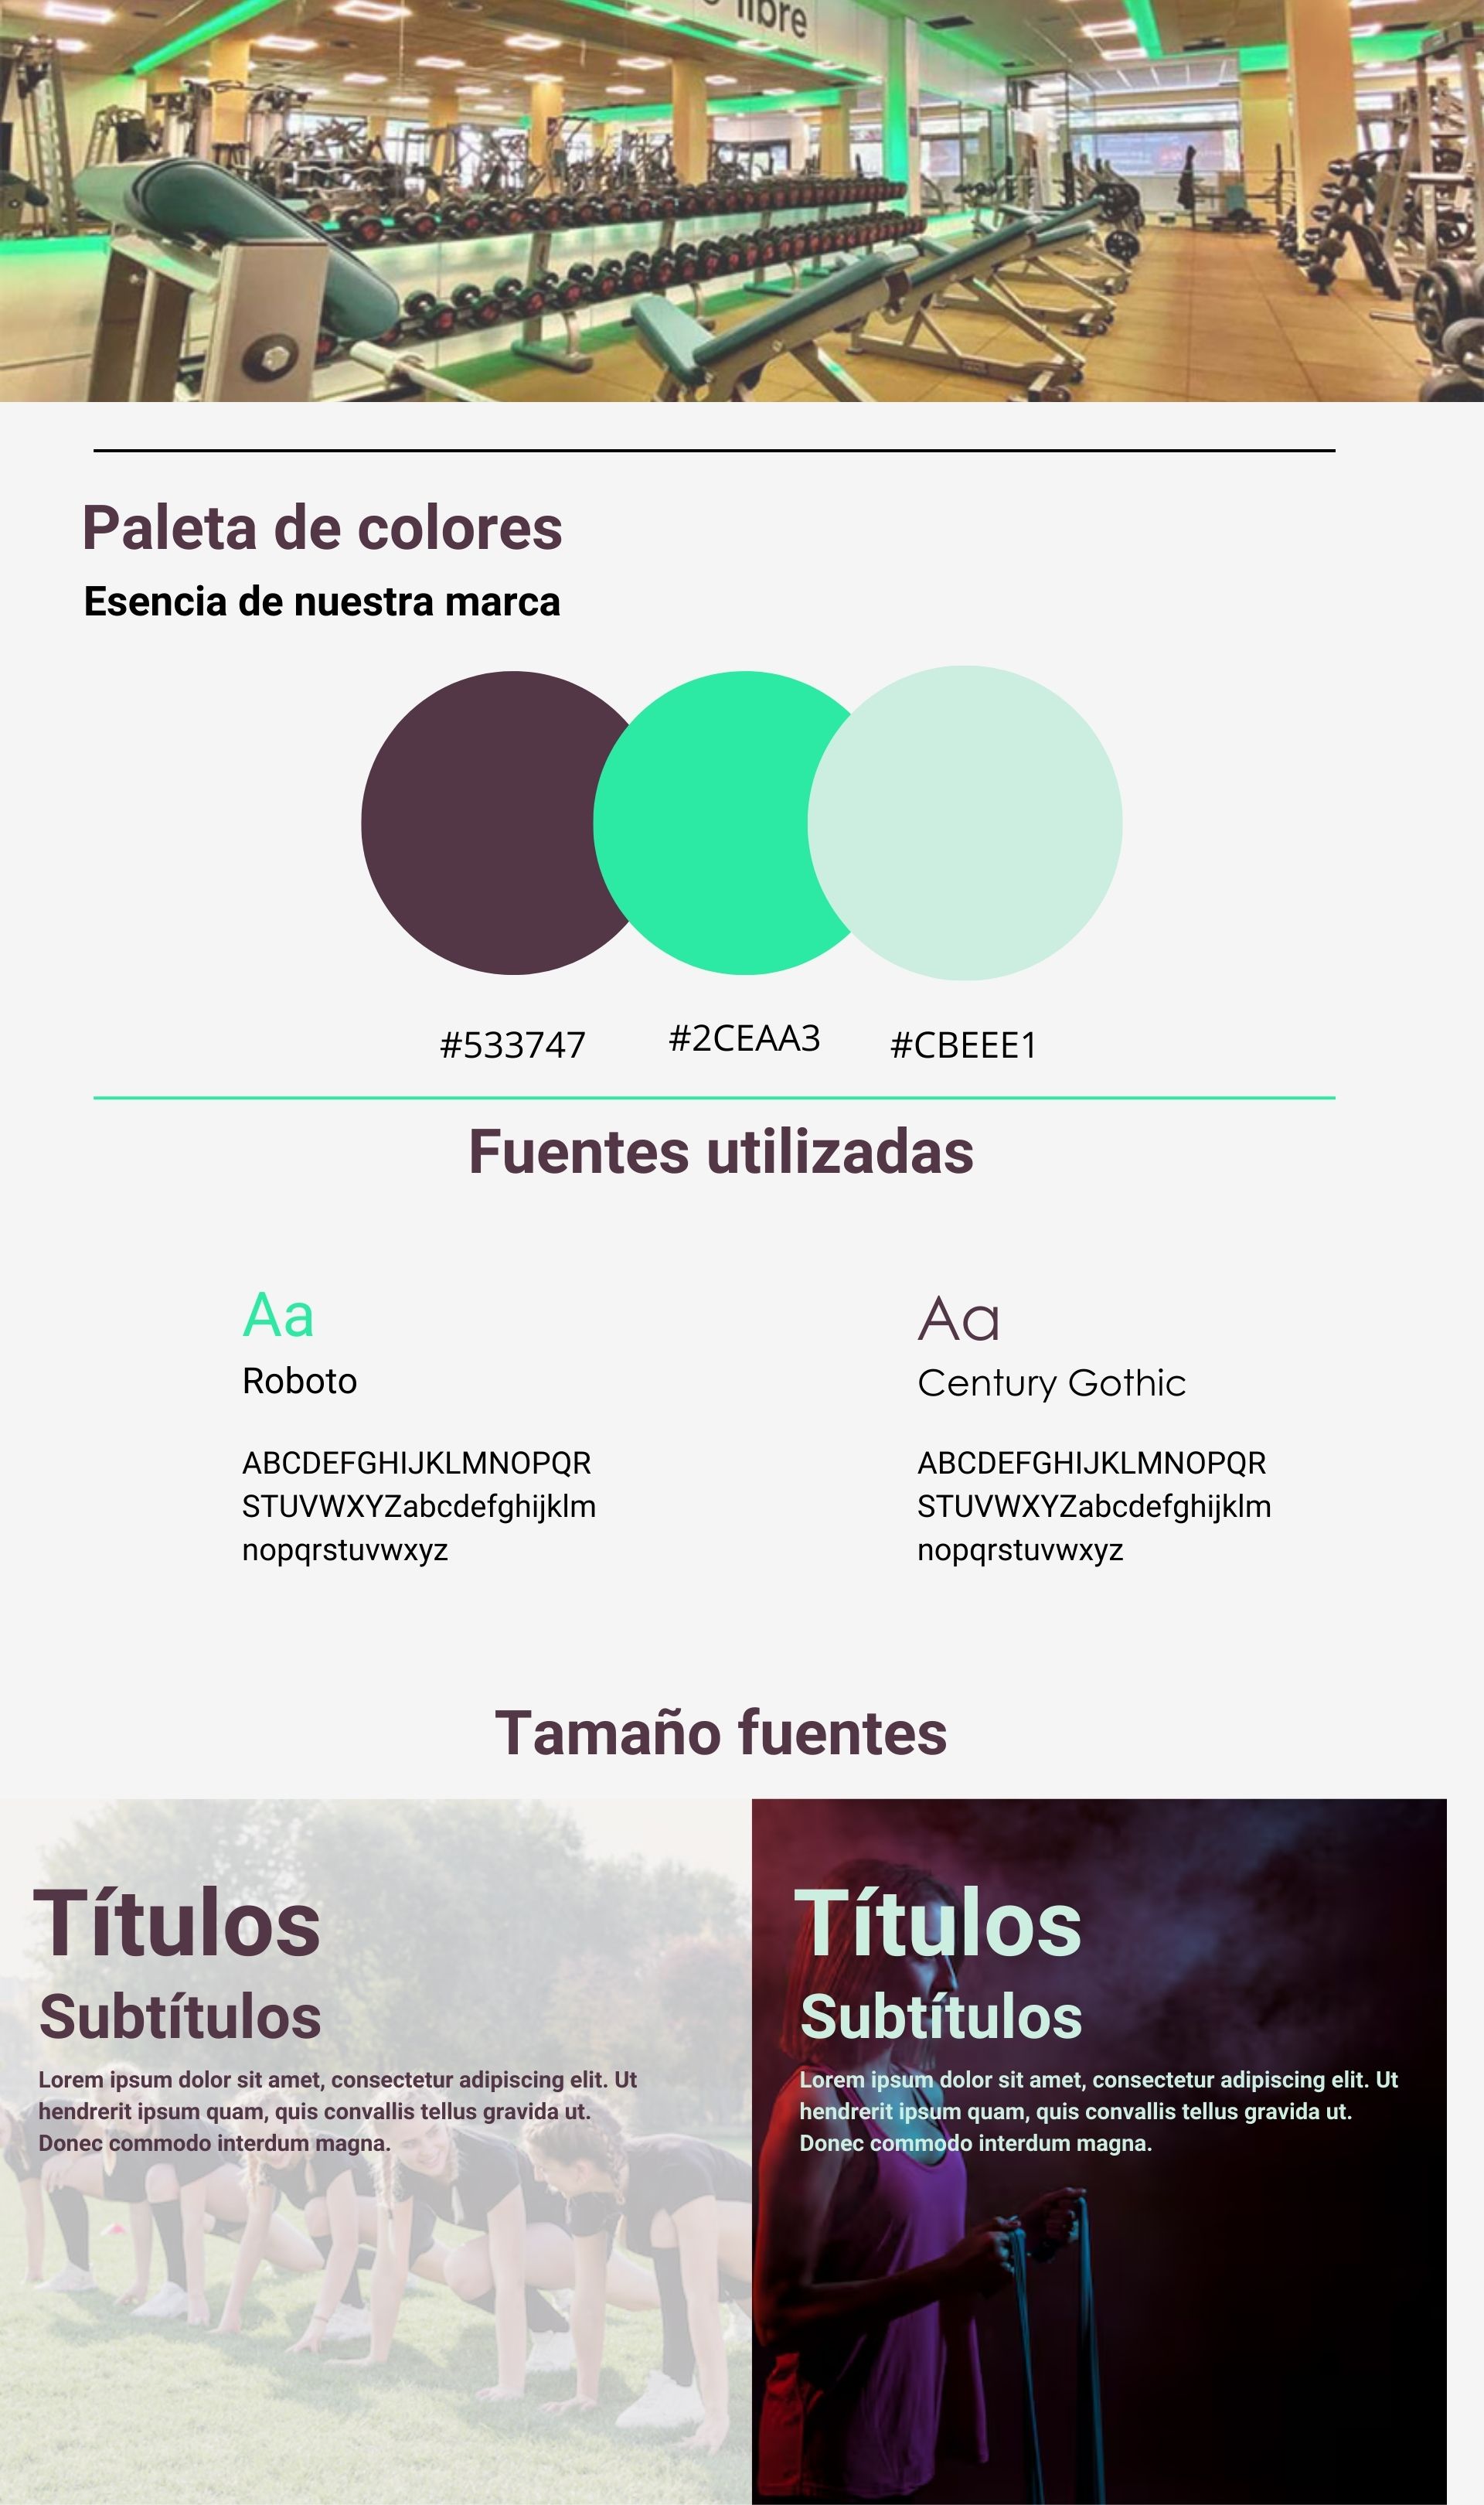 libre
Paleta de colores
Esencia de nuestra marca
#533747 #2CEAA3 #CBEEE1
Fuentes utilizadas
Aa
Roboto
ABCDEFGHIJKLMNOPQR
STUVWXYZabcdefghijklm
nopqrstuvwxyz
Aa
Century Gothic
ABCDEFGHIJKLMNOPQR
STUVWXYZabcdefghijklm
nopqrstuvwxyz
Tamaño fuentes
Títulos
Subtítulos
Lorem ipsum dolor sit amet, consectetur adipiscing elit. Ut
hendrerit ipsum quam, quis convallis tellus gravida ut.
Donec commodo interdum magna.
Títulos
Subtítulos
Lorem ipsum dolor sit amet, consectetur adipiscing elit. Ut
hendrerit ipsum quam, quis convallis tellus gravida ut.
Donec commodo interdum magna.